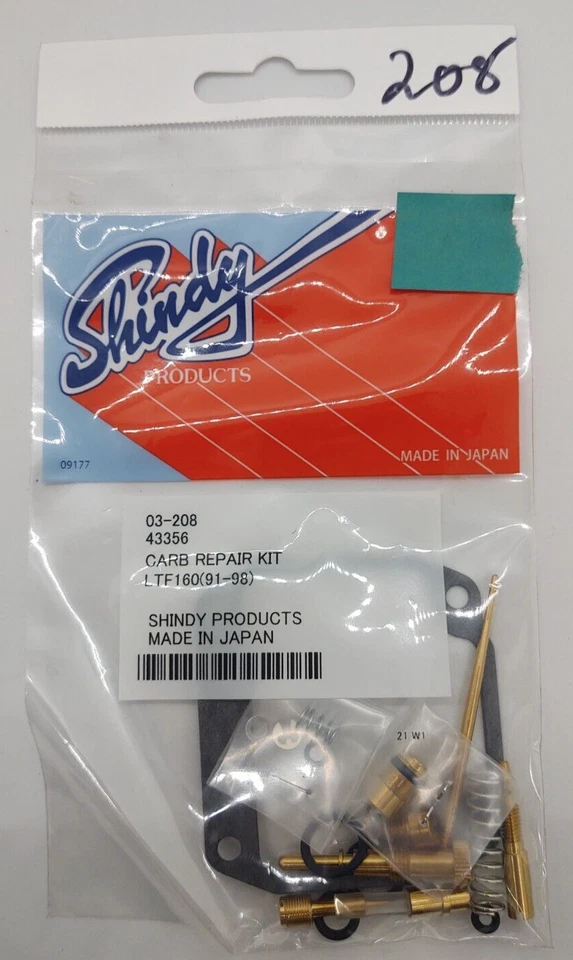 208
Shindy
PRODUCTS
09177
MADE IN JAPAN
03-208
43356
CARB REPAIR KIT
LTF160(91-98)
SHINDY PRODUCTS
MADE IN JAPAN
21 W1